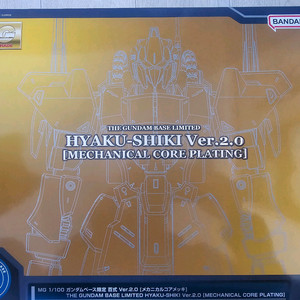 BANDAI
THE GUNDAM BASE LIMITED
HYAKU-SHIKI Ver.2.0
[MECHANICAL CORE PLATING]
MG 1/100 ガンダムベース限定 百式 Ver.2.0 [メカニカルコアメッキ]
THE GUNDAM BASE LIMITED HYAKU-SHIKI Ver.2.0 [MECHANICAL CORE PLATING]